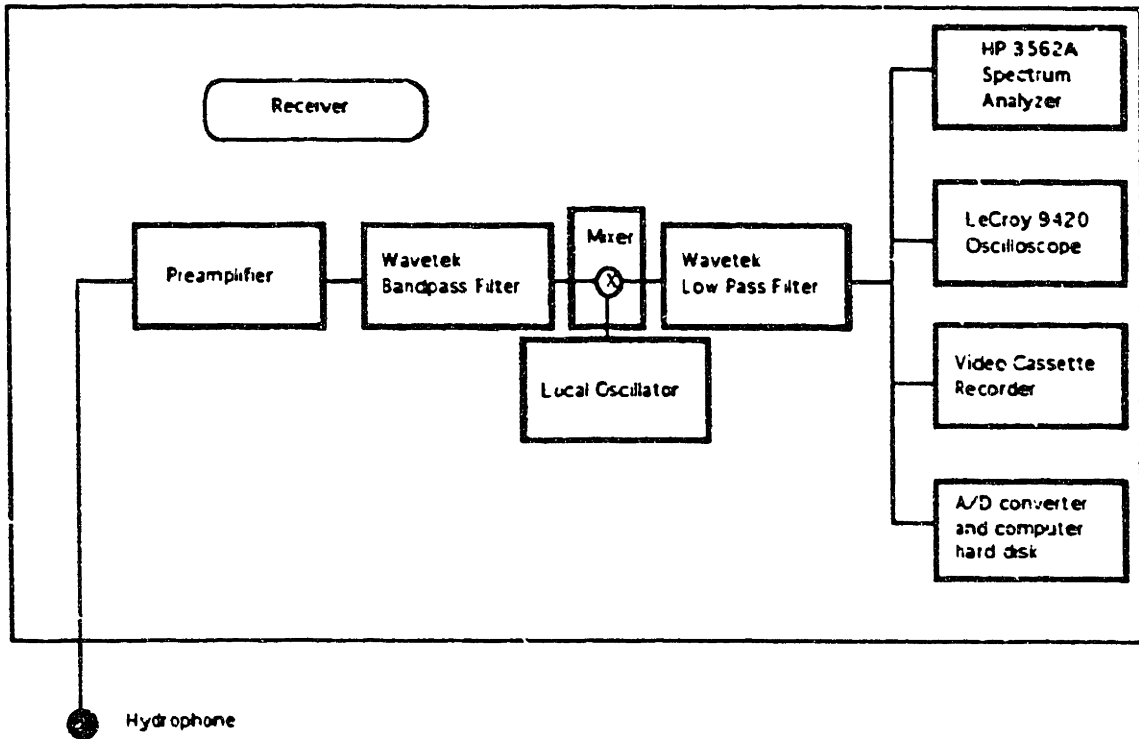 HP 3562A
Spectrum
Analyzer
Receiver
LeCroy 9420
Oscilloscope
Mixer
Preamplifier
Wavetek
Bandpass Filter
X
Wavetek
Low Pass Filter
Local Oscillator
Video Cassette
Recorder
A/D converter
and computer
hard disk
Hydrophone